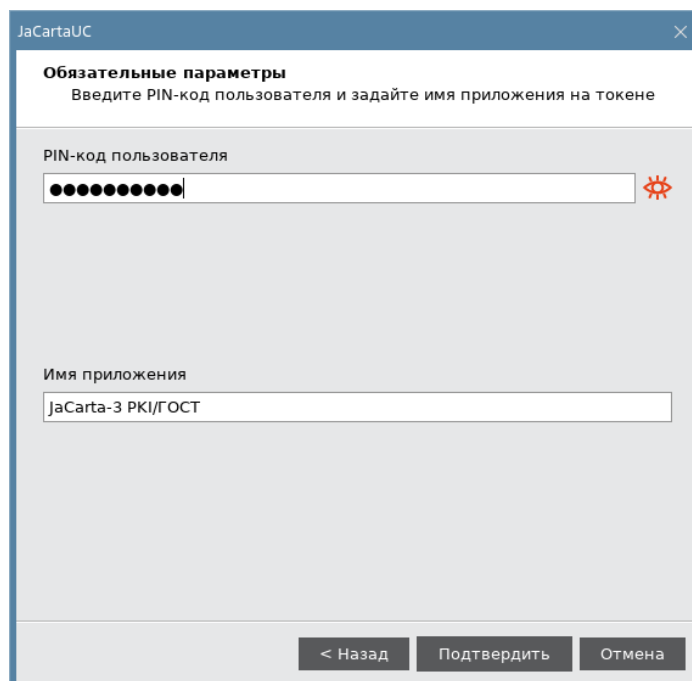 JaCartaUC
Обязательные параметры
Введите PIN-код пользователя и задайте имя приложения на токене
PIN-код пользователя
●●●●●●●●●●
Имя приложения
JaCarta-3 PKI/ГОСТ
< Назад
Подтвердить
Отмена